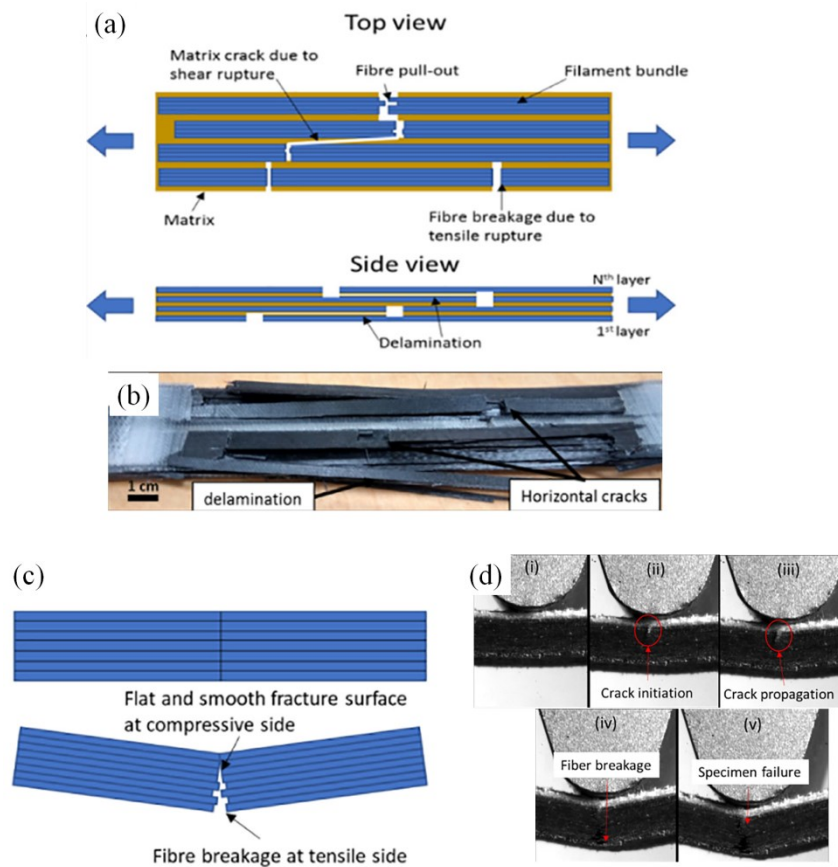 (a)
Top view
Matrix crack due to
shear rupture
Fibre pull-out
Filament bundle
Matrix
Fibre breakage due to
tensile rupture
Side view
Nth layer
1st layer
Delamination
(b)
1 cm
delamination
Horizontal cracks
(c)
Flat and smooth fracture surface
at compressive side
Fibre breakage at tensile side
(d)
(i)
(ii)
(iii)
Crack initiation
Crack propagation
(iv)
(v)
Fiber breakage
Specimen failure